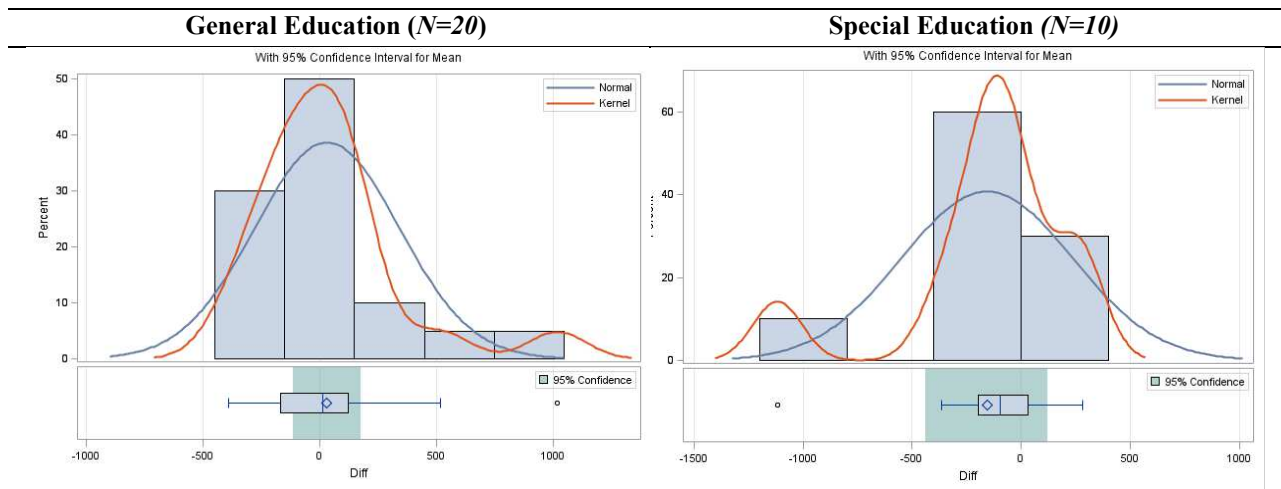 General Education (N=20)
With 95% Confidence Interval for Mean
Normal
Kernel
Percent
50
40
30
20
10
0
95% Confidence
-1000
-500
0
500
1000
Diff
Special Education (N=10)
With 95% Confidence Interval for Mean
Normal
Kernel
Percent
60
40
20
0
95% Confidence
-1500
-1000
-500
0
500
1000
Diff